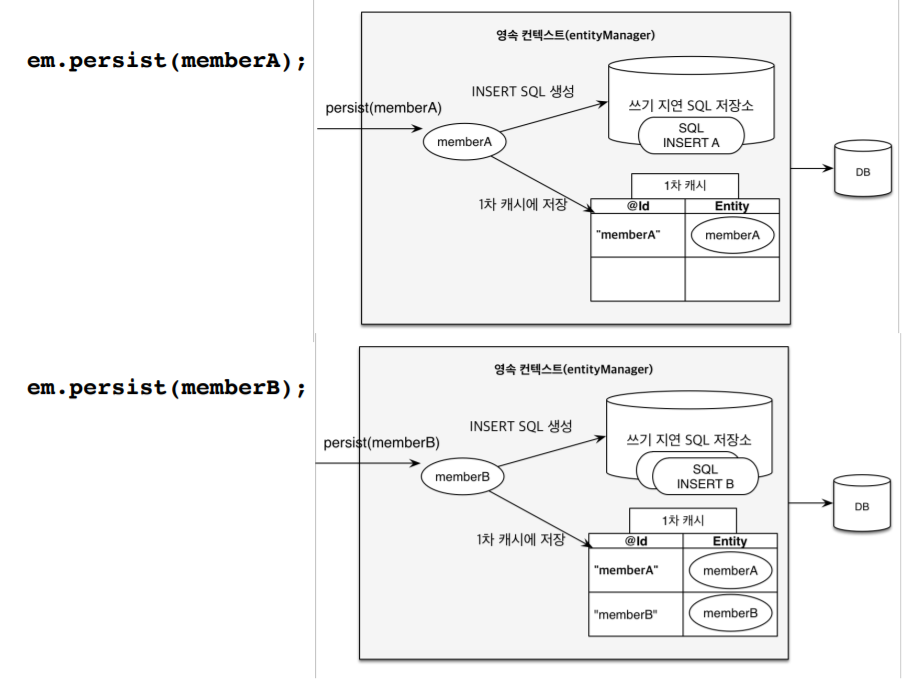 영속 컨텍스트(entityManager)
em.persist(memberA);
INSERT SQL 생성
persist(memberA)
쓰기 지연 SQL 저장소
SQL
INSERT A
memberA
DB
1차 캐시
1차 캐시에 저장
@Id Entity
"memberA" memberA
영속 컨텍스트(entityManager)
em.persist(memberB);
INSERT SQL 생성
persist(memberB)
쓰기 지연 SQL 저장소
SQL
INSERT B
memberB
DB
1차 캐시
1차 캐시에 저장
@Id Entity
"memberA" memberA
"memberB" memberB